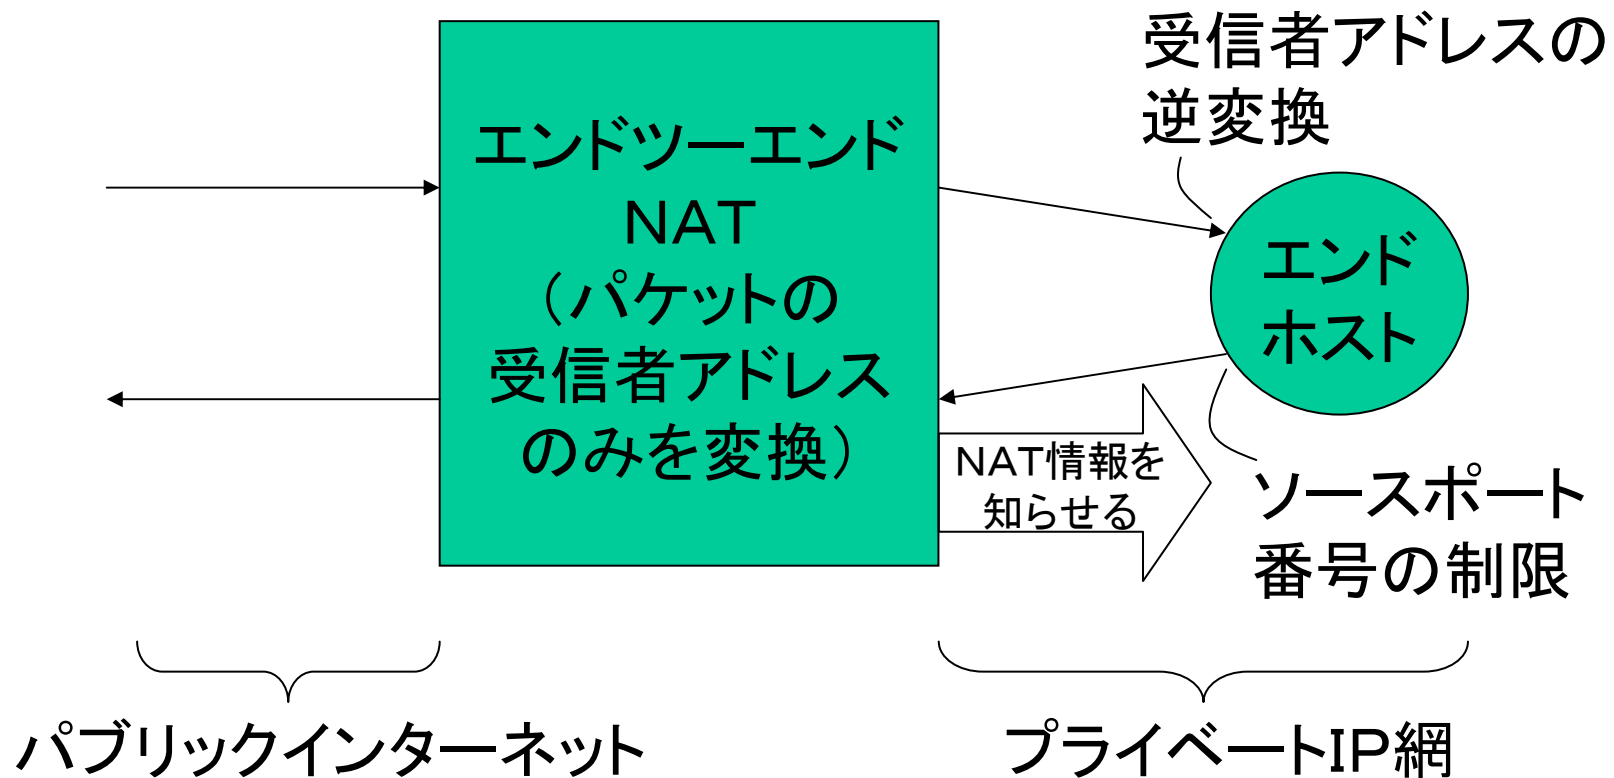 受信者アドレスの
逆変換
エンドツーエンド
NAT
（パケットの
受信者アドレス
のみを変換）
エンド
ホスト
NAT情報を
知らせる
ソースポート
番号の制限
パブリックインターネット
プライベートIP網